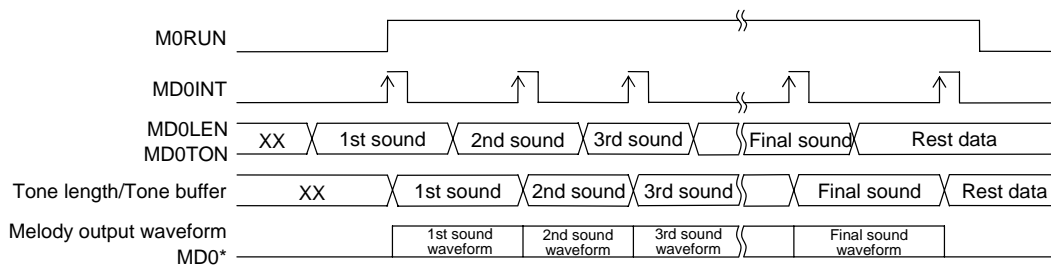 M0RUN
MD0INT
MD0LEN
MD0TON
XX 1st sound 2nd sound 3rd sound Final sound Rest data
Tone length/Tone buffer
XX 1st sound 2nd sound 3rd sound Final sound Rest data
Melody output waveform
MD0*
1st sound waveform
2nd sound waveform
3rd sound waveform
Final sound waveform